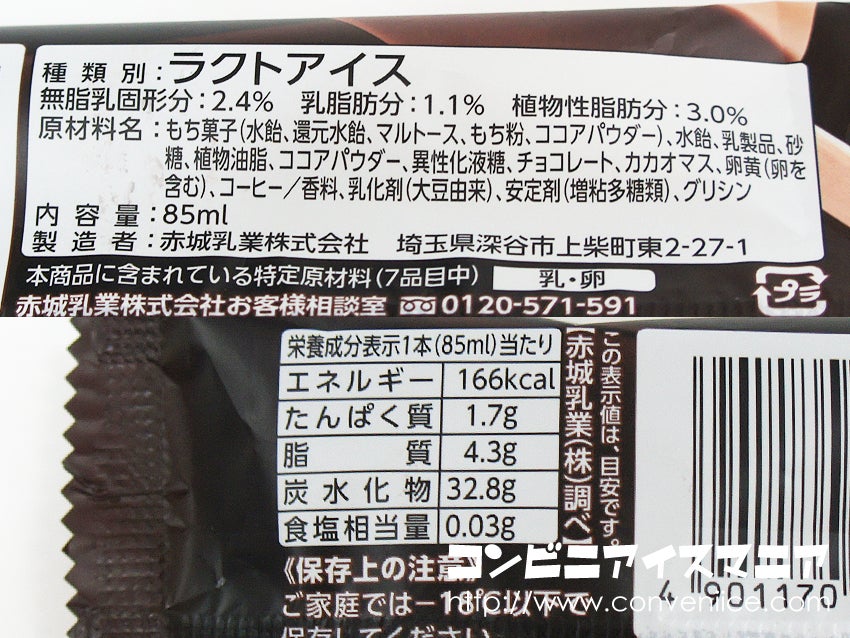 種類別：ラクトアイス
無脂乳固形分：2.4%　乳脂肪分：1.1%　植物性脂肪分：3.0%
原材料名：もち菓子(水飴、還元水飴、マルトース、もち粉、ココアパウダー)、水飴、乳製品、砂
糖、植物油脂、ココアパウダー、異性化液糖、チョコレート、カカオマス、卵黄(卵を
含む)、コーヒー／香料、乳化剤(大豆由来)、安定剤(増粘多糖類)、グリシン
内容量：85ml
製造者：赤城乳業株式会社　埼玉県深谷市上柴町東2-27-1
本商品に含まれている特定原材料(7品目中)　乳・卵
プラ
赤城乳業株式会社お客様相談室 0120-571-591
栄養成分表示1本(85ml)当たり
エネルギー 166kcal
たんぱく質 1.7g
脂質 4.3g
炭水化物 32.8g
食塩相当量 0.03g
この表示値は、目安です。
【赤城乳業(株)調べ】
《保存上の注意》
ご家庭では−18℃以下で
保存してください
4 901170
コンビニアイスマニア
http://www.conveniice.com